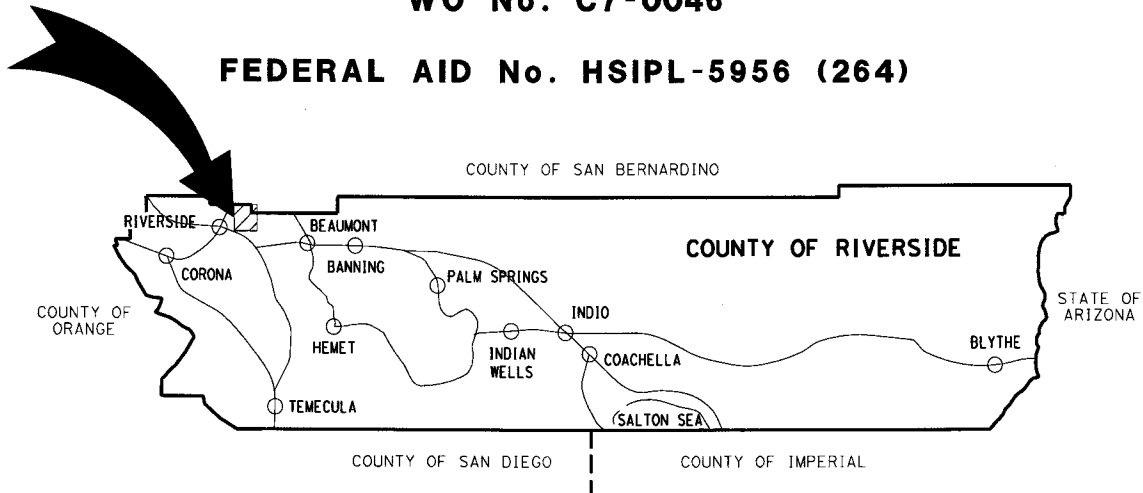 WO No. C7-0046
FEDERAL AID No. HSIPL-5956 (264)
COUNTY OF SAN BERNARDINO
RIVERSIDE
BEAUMONT
BANNING
CORONA
PALM SPRINGS
COUNTY OF RIVERSIDE
COUNTY OF
ORANGE
STATE OF
ARIZONA
HEMET
INDIO
INDIAN
WELLS
COACHELLA
BLYTHE
TEMECULA
SALTON SEA
COUNTY OF SAN DIEGO
COUNTY OF IMPERIAL